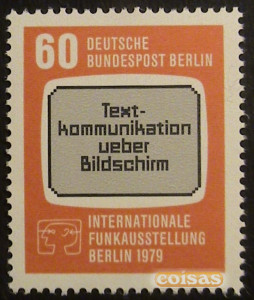 60 DEUTSCHE
BUNDESPOST BERLIN
Text-
kommunikation
ueber
Bildschirm
INTERNATIONALE
FUNKAUSSTELLUNG
BERLIN 1979
coisas